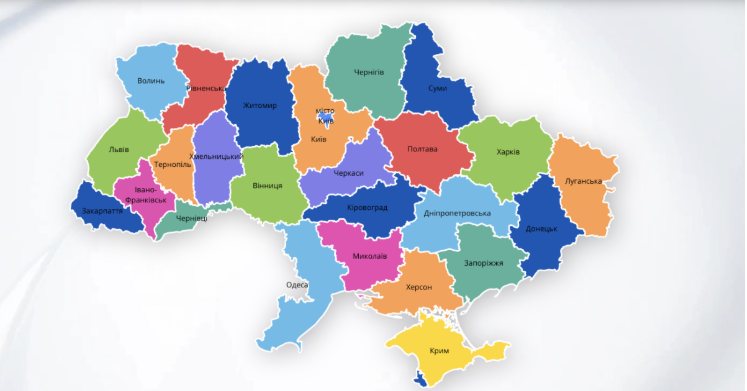 Чернігів
Волинь
Рівненська
Суми
Житомир
місто
Київ
Київ
Львів
Полтава
Харків
Хмельницький
Тернопіль
Черкаси
Луганська
Вінниця
Івано-
Франківськ
Закарпаття
Кіровоград
Дніпропетровська
Чернівці
Донецьк
Миколаїв
Запоріжжя
Одеса
Херсон
Крим